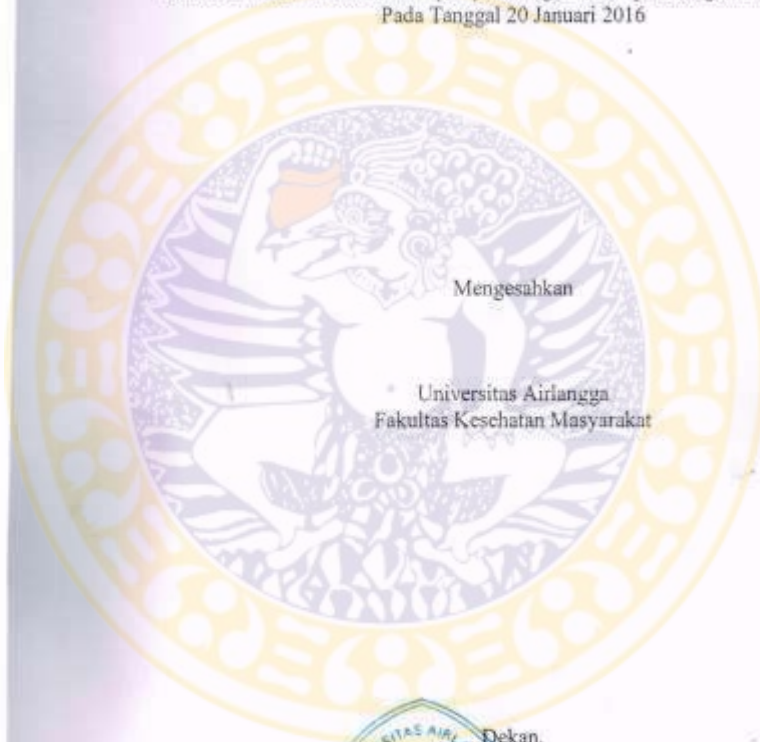 Pada Tanggal 20 Januari 2016
Mengesahkan
Universitas Airlangga
Fakultas Kesehatan Masyarakat
Dekan,